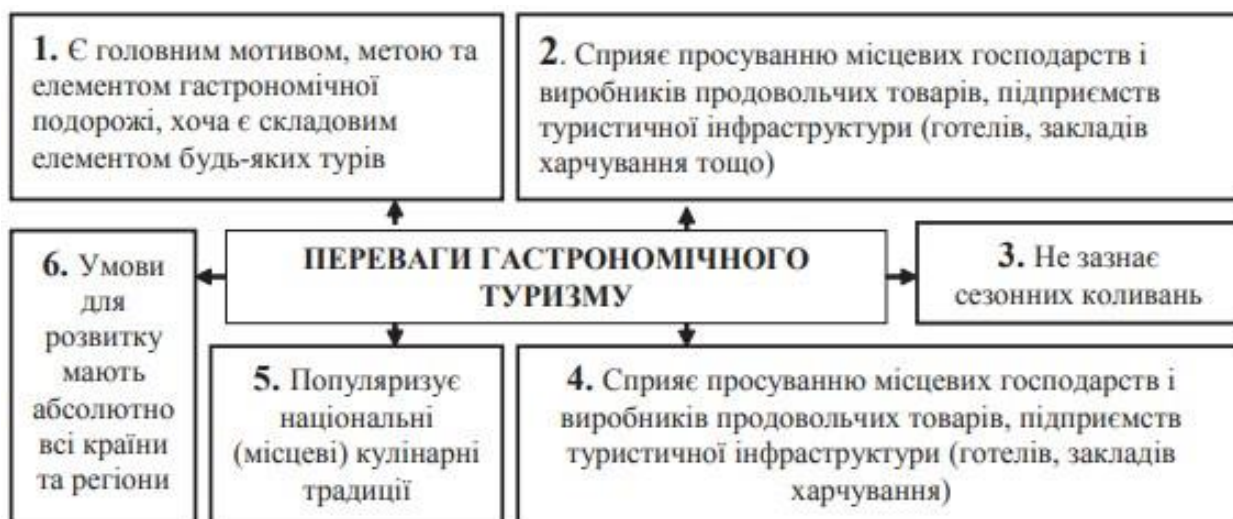 1. Є головним мотивом, метою та
елементом гастрономічної
подорожі, хоча є складовим
елементом будь-яких турів
2. Сприяє просуванню місцевих господарств і
виробників продовольчих товарів, підприємств
туристичної інфраструктури (готелів, закладів
харчування тощо)
ПЕРЕВАГИ ГАСТРОНОМІЧНОГО
ТУРИЗМУ
3. Не зазнає
сезонних коливань
4. Сприяє просуванню місцевих господарств і
виробників продовольчих товарів, підприємств
туристичної інфраструктури (готелів, закладів
харчування)
5. Популяризує
національні
(місцеві) кулінарні
традиції
6. Умови
для
розвитку
мають
абсолютно
всі країни
та регіони